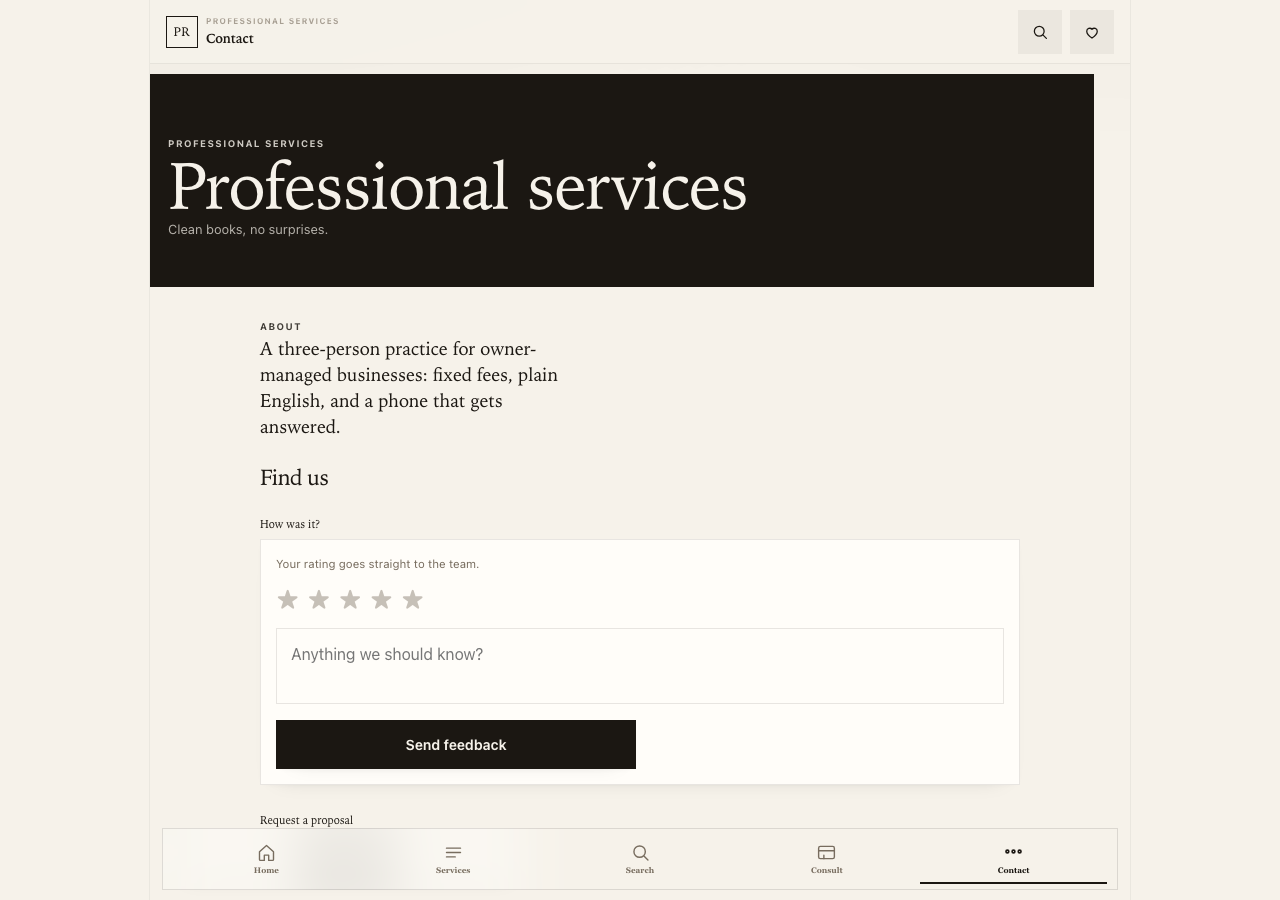 PR
PROFESSIONAL SERVICES
Contact
PROFESSIONAL SERVICES
Professional services
Clean books, no surprises.
ABOUT
A three-person practice for owner-
managed businesses: fixed fees, plain
English, and a phone that gets
answered.
Find us
How was it?
Your rating goes straight to the team.
Anything we should know?
Send feedback
Request a proposal
Home
Services
Search
Consult
Contact